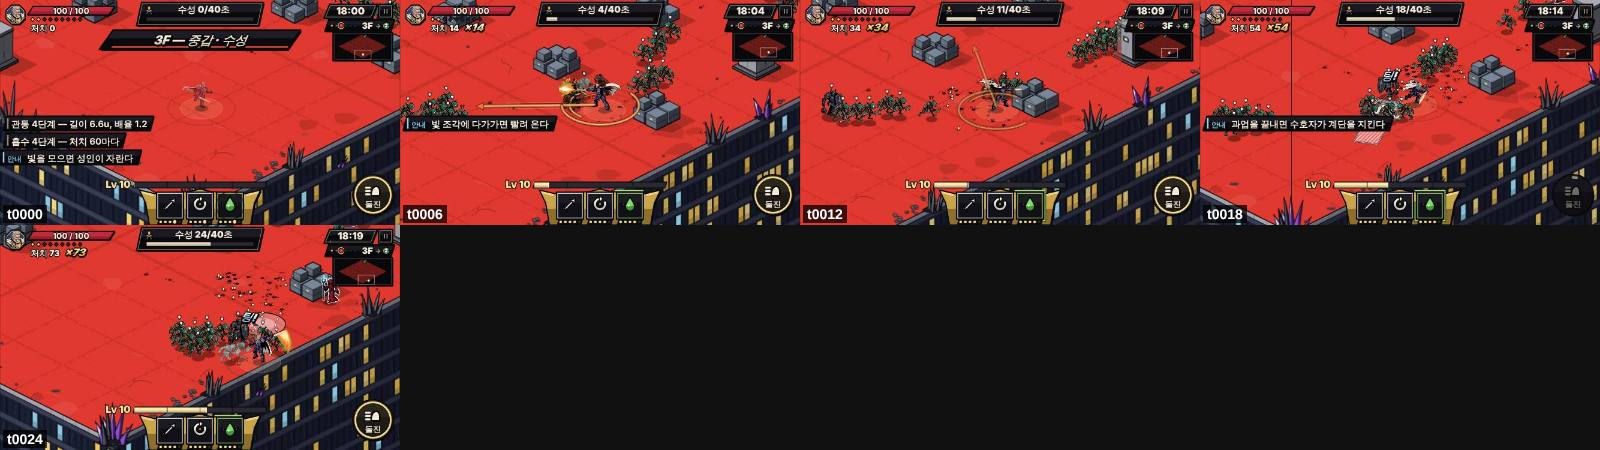 100 / 100
수성 0/40초
18:00
처치 0
3F
3F — 중갑 · 수성
관통 4단계 — 길이 6.6u, 배율 1.2
흡수 4단계 — 처치 60마다
안내 빛을 모으면 성인이 자란다
Lv 10
돌진
t0000
100 / 100
수성 4/40초
18:04
처치 14 ×14
3F
안내 빛 조각에 다가가면 빨려 온다
Lv 10
돌진
t0006
100 / 100
수성 11/40초
18:09
처치 34 ×34
3F
Lv 10
돌진
t0012
100 / 100
수성 18/40초
18:14
처치 54 ×54
3F
안내 과업을 끝내면 수호자가 계단을 지킨다
Lv 10
돌진
t0018
100 / 100
수성 24/40초
18:19
처치 73 ×73
3F
Lv 10
돌진
t0024